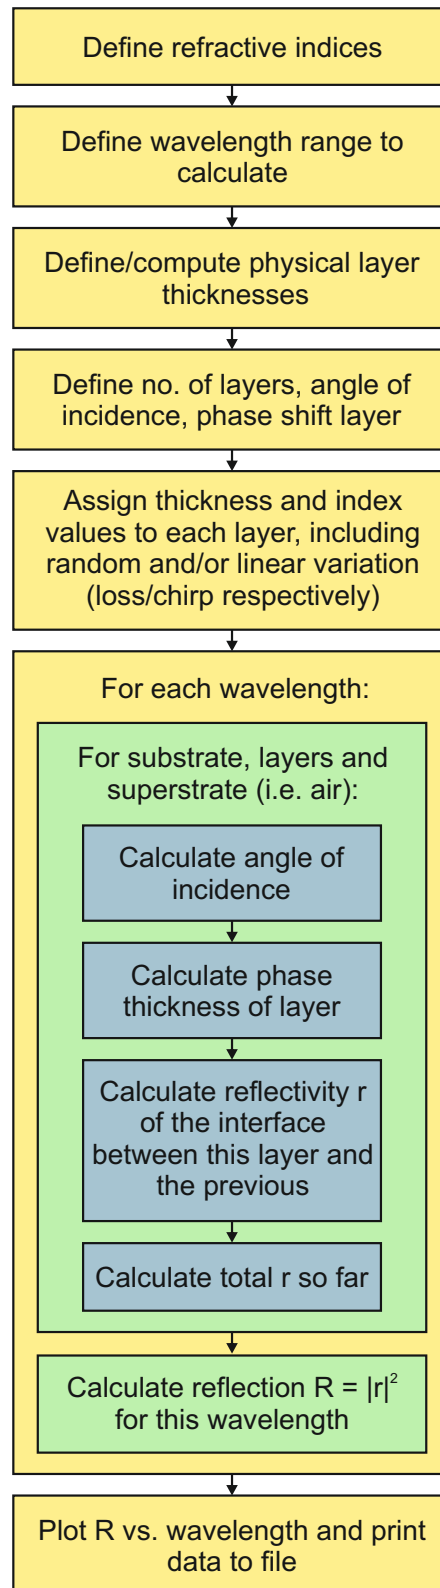 Define refractive indices
Define wavelength range to
calculate
Define/compute physical layer
thicknesses
Define no. of layers, angle of
incidence, phase shift layer
Assign thickness and index
values to each layer, including
random and/or linear variation
(loss/chirp respectively)
For each wavelength:
For substrate, layers and
superstrate (i.e. air):
Calculate angle of
incidence
Calculate phase
thickness of layer
Calculate reflectivity r
of the interface
between this layer and
the previous
Calculate total r so far
Calculate reflection R = |r|²
for this wavelength
Plot R vs. wavelength and print
data to file